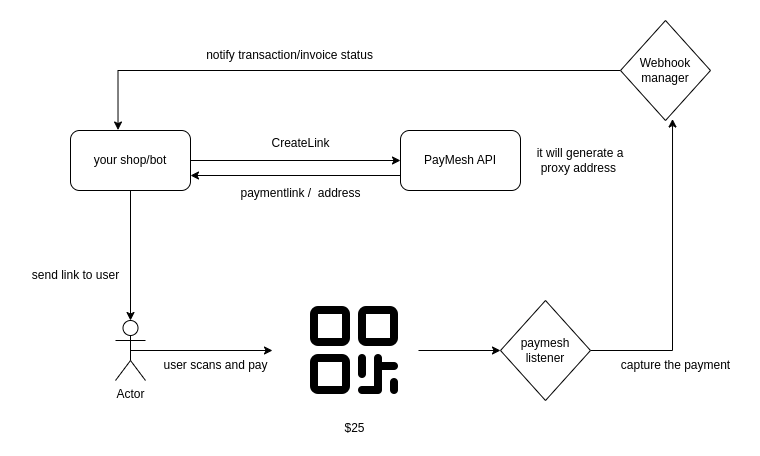 notify transaction/invoice status
Webhook
manager
your shop/bot
CreateLink
PayMesh API
it will generate a
proxy address
paymentlink /  address
send link to user
user scans and pay
paymesh
listener
capture the payment
Actor
$25